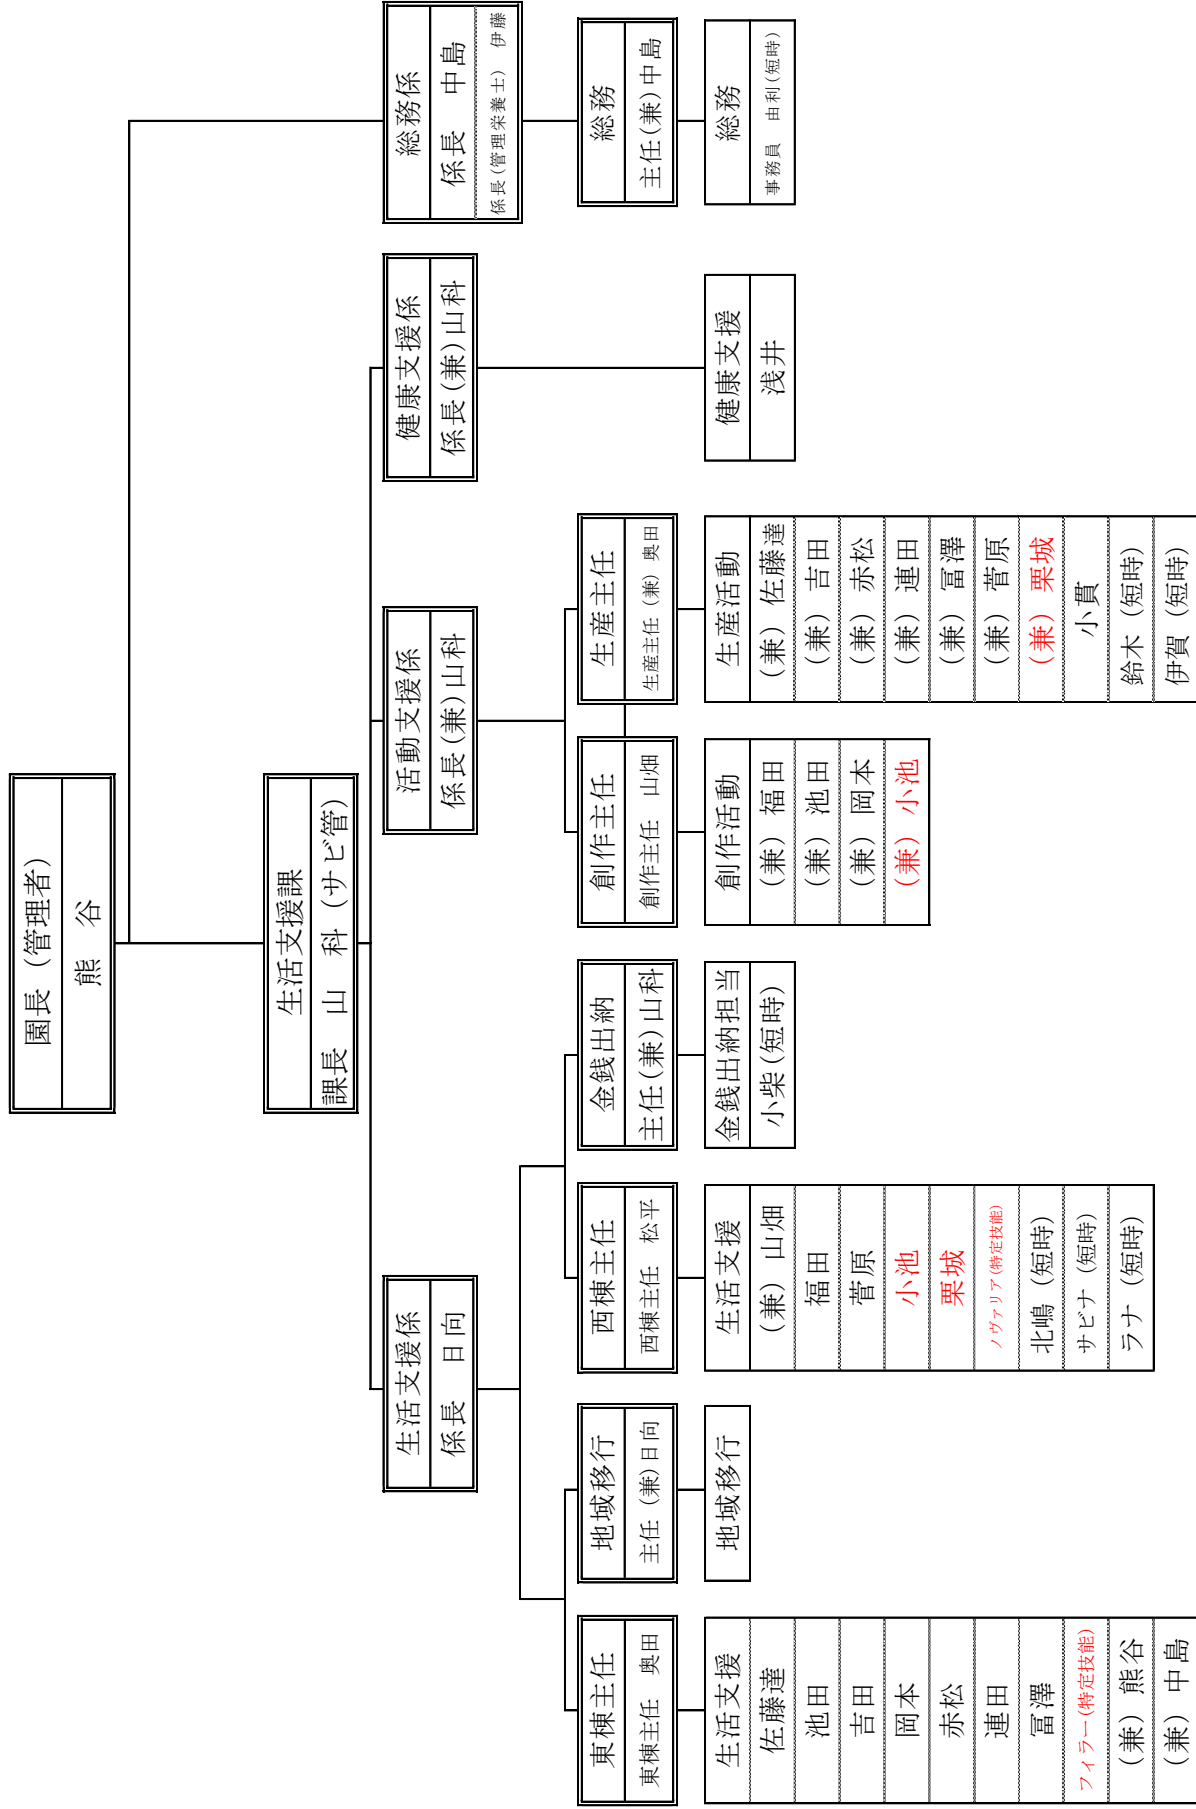 園長（管理者）
熊　谷
生活支援課
課長　山　科（サビ管）
生活支援係
係長　日向
活動支援係
係長(兼)山科
健康支援係
係長(兼)山科
総務係
係長　中島
係長(管理栄養士)　伊藤
東棟主任
東棟主任　奥田
地域移行
主任（兼）日向
西棟主任
西棟主任　松平
金銭出納
主任(兼)山科
創作主任
創作主任　山畑
生産主任
生産主任（兼）奥田
総務
主任(兼)中島
生活支援
佐藤達
池田
吉田
岡本
赤松
連田
冨澤
フィラー(特定技能)
（兼）熊谷
（兼）中島
地域移行
生活支援
（兼）山畑
福田
菅原
小池
栗城
ノヴァリア(特定技能)
北嶋（短時）
サビナ（短時）
ラナ（短時）
金銭出納担当
小柴(短時）
創作活動
（兼）福田
（兼）池田
（兼）岡本
（兼）小池
生産活動
（兼）佐藤達
（兼）吉田
（兼）赤松
（兼）連田
（兼）冨澤
（兼）菅原
（兼）栗城
小貫
鈴木（短時）
伊賀（短時）
健康支援
浅井
総務
事務員　由利(短時)